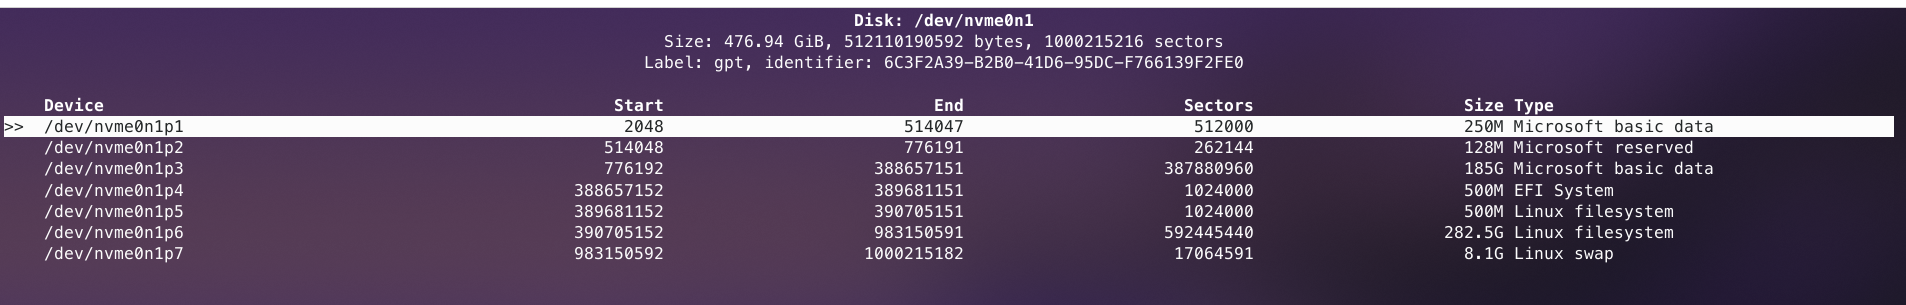 Disk: /dev/nvme0n1
Size: 476.94 GiB, 512110190592 bytes, 1000215216 sectors
Label: gpt, identifier: 6C3F2A39-B2B0-41D6-95DC-F766139F2FE0
Device Start End Sectors Size Type
>> /dev/nvme0n1p1 2048 514047 512000 250M Microsoft basic data
/dev/nvme0n1p2 514048 776191 262144 128M Microsoft reserved
/dev/nvme0n1p3 776192 388657151 387880960 185G Microsoft basic data
/dev/nvme0n1p4 388657152 389681151 1024000 500M EFI System
/dev/nvme0n1p5 389681152 390705151 1024000 500M Linux filesystem
/dev/nvme0n1p6 390705152 983150591 592445440 282.5G Linux filesystem
/dev/nvme0n1p7 983150592 1000215182 17064591 8.1G Linux swap